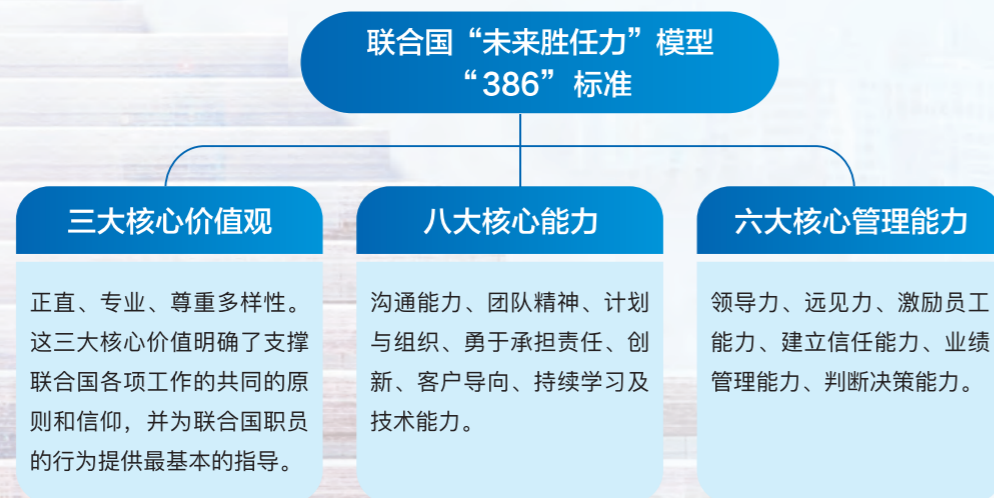 联合国“未来胜任力”模型
“386”标准
三大核心价值观
正直、专业、尊重多样性。
这三大核心价值明确了支撑
联合国各项工作的共同的原
则和信仰，并为联合国职员
的行为提供最基本的指导。
八大核心能力
沟通能力、团队精神、计划
与组织、勇于承担责任、创
新、客户导向、持续学习及
技术能力。
六大核心管理能力
领导力、远见力、激励员工
能力、建立信任能力、业绩
管理能力、判断决策能力。